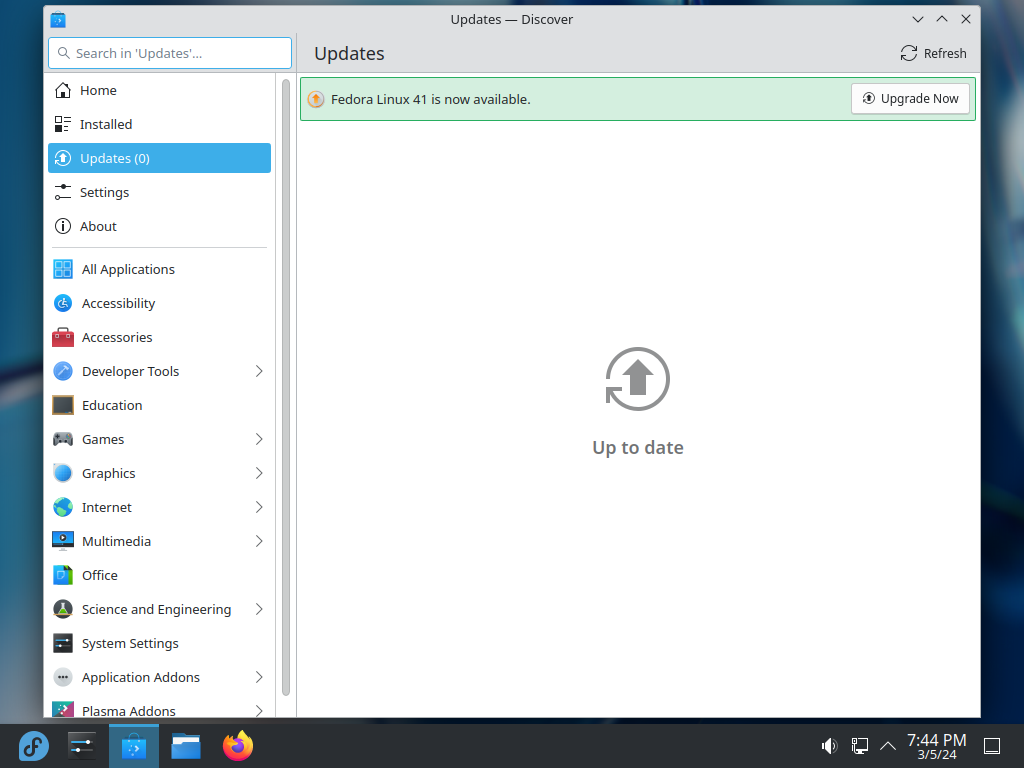 Updates — Discover
Search in 'Updates'...
Updates
Refresh
Home
Installed
Updates (0)
Settings
About
All Applications
Accessibility
Accessories
Developer Tools
Education
Games
Graphics
Internet
Multimedia
Office
Science and Engineering
System Settings
Application Addons
Plasma Addons
Fedora Linux 41 is now available.
Upgrade Now
Up to date
7:44 PM
3/5/24